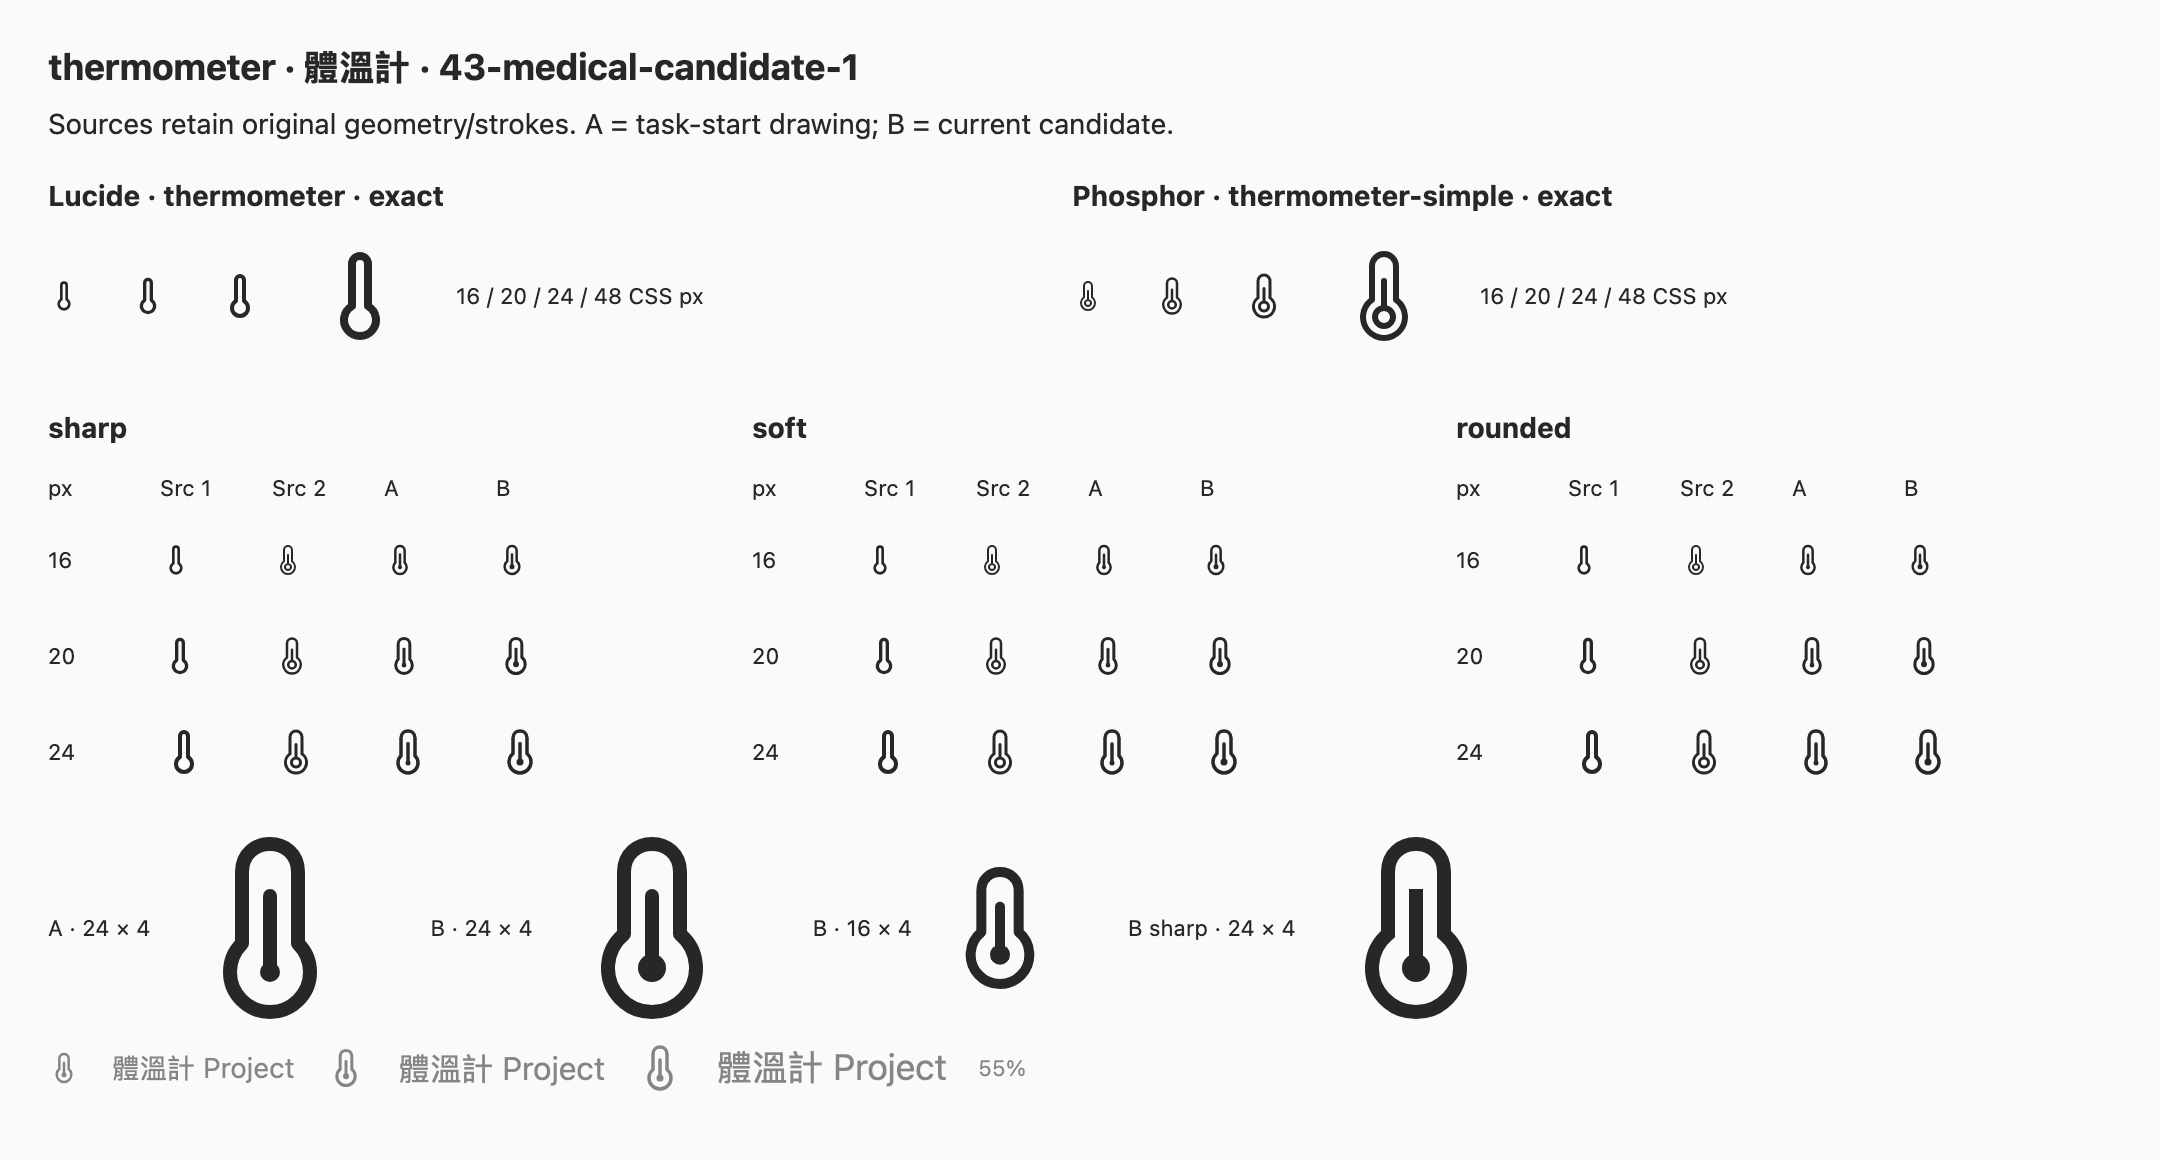 thermometer · 體溫計 · 43-medical-candidate-1
Sources retain original geometry/strokes. A = task-start drawing; B = current candidate.
Lucide · thermometer · exact
16 / 20 / 24 / 48 CSS px
Phosphor · thermometer-simple · exact
16 / 20 / 24 / 48 CSS px
sharp
px Src 1 Src 2 A B
16
20
24
soft
px Src 1 Src 2 A B
16
20
24
rounded
px Src 1 Src 2 A B
16
20
24
A · 24 × 4
B · 24 × 4
B · 16 × 4
B sharp · 24 × 4
體溫計 Project 體溫計 Project 體溫計 Project 55%